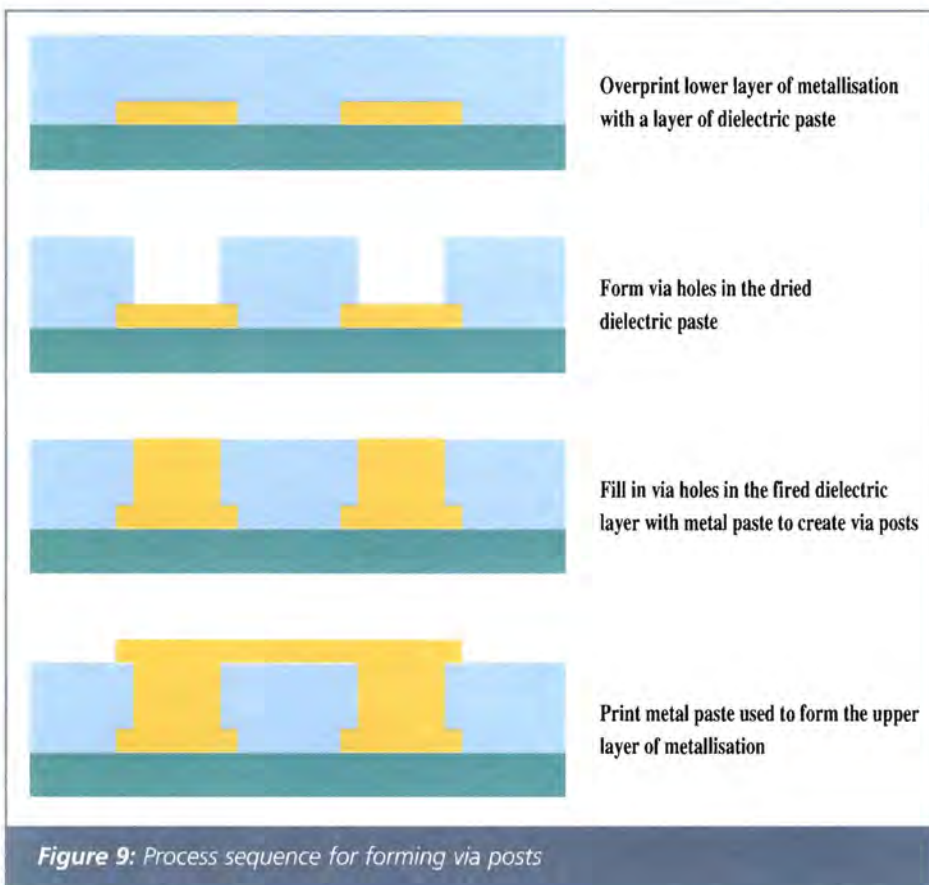 Overprint lower layer of metallisation
with a layer of dielectric paste
Form via holes in the dried
dielectric paste
Fill in via holes in the fired dielectric
layer with metal paste to create via posts
Print metal paste used to form the upper
layer of metallisation
Figure 9: Process sequence for forming via posts